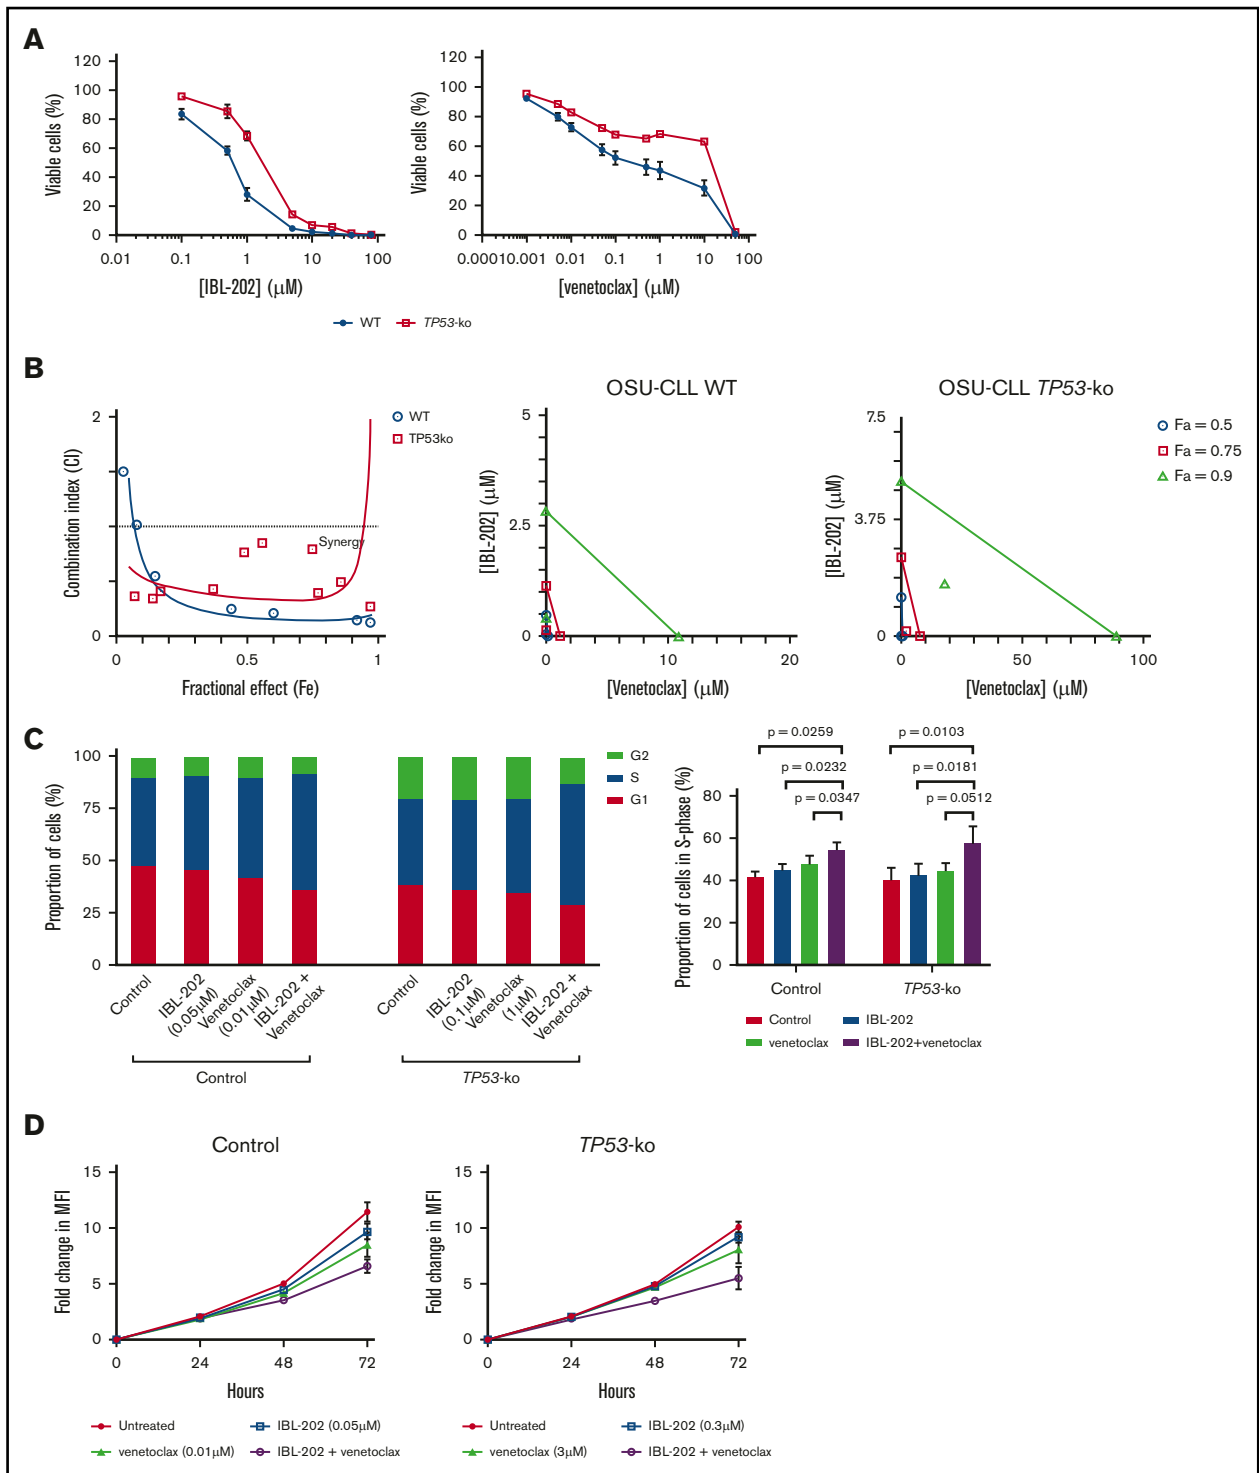 A
Viable cells (%)
120
100
80
60
40
20
0
0.01
0.1
1
10
100
[IBL-202] (μM)
Viable cells (%)
120
100
80
60
40
20
0
0.0001
0.001
0.01
0.1
1
10
100
[venetoclax] (μM)
WT
TP53-ko
B
Combination index (CI)
2
1
0
0
0.5
1
Fractional effect (Fe)
Synergy
WT
TP53ko
OSU-CLL WT
[IBL-202] (μM)
5
2.5
0
0
10
20
[Venetoclax] (μM)
OSU-CLL TP53-ko
[IBL-202] (μM)
7.5
3.75
0
0
50
100
[Venetoclax] (μM)
Fa = 0.5
Fa = 0.75
Fa = 0.9
C
Proportion of cells (%)
100
75
50
25
0
Control
IBL-202
(0.05μM)
Venetoclax
(0.01μM)
IBL-202 +
Venetoclax
Control
IBL-202
(0.1μM)
Venetoclax
(1μM)
IBL-202 +
Venetoclax
Control
TP53-ko
G2
S
G1
Proportion of cells in S-phase (%)
80
60
40
20
0
p = 0.0259
p = 0.0232
p = 0.0347
p = 0.0103
p = 0.0181
p = 0.0512
Control
TP53-ko
Control
IBL-202
venetoclax
IBL-202+venetoclax
D
Control
Fold change in MFI
15
10
5
0
0
24
48
72
Hours
Untreated
IBL-202 (0.05μM)
venetoclax (0.01μM)
IBL-202 + venetoclax
TP53-ko
Fold change in MFI
15
10
5
0
0
24
48
72
Hours
Untreated
IBL-202 (0.3μM)
venetoclax (3μM)
IBL-202 + venetoclax